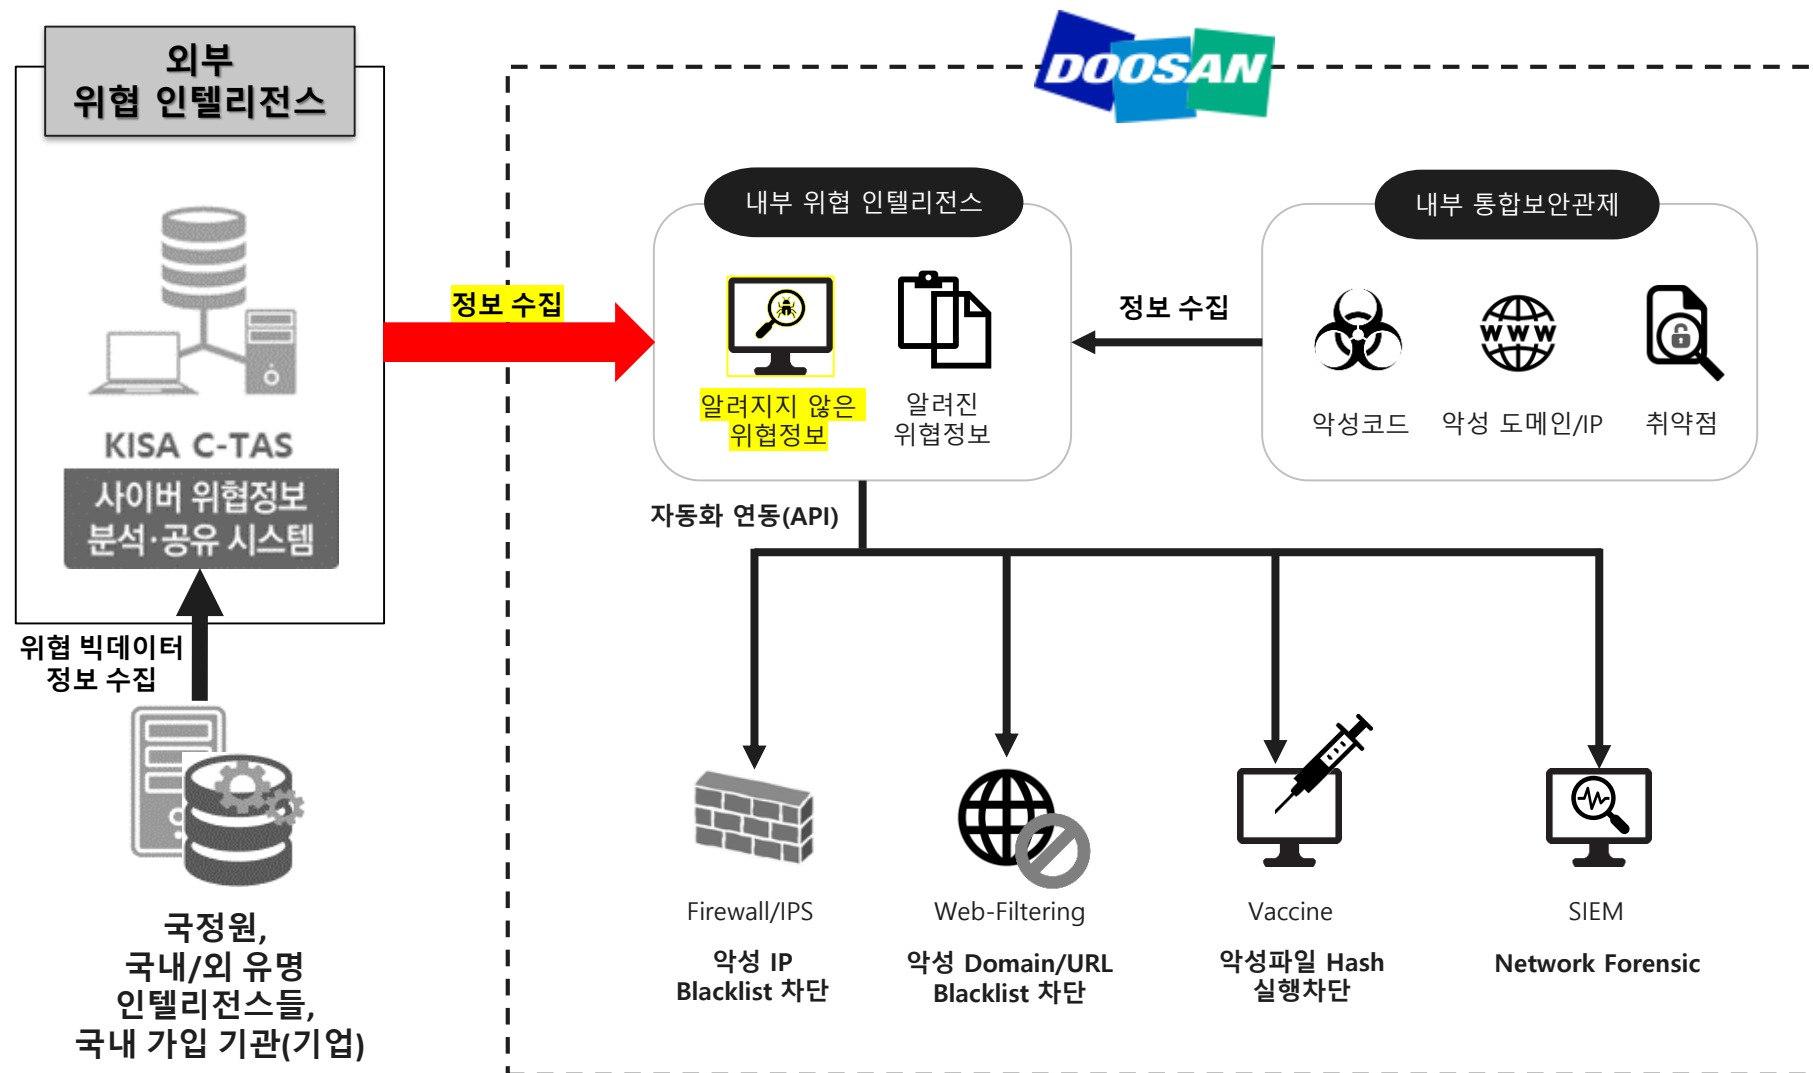 외부
위협 인텔리전스
KISA C-TAS
사이버 위협정보
분석·공유 시스템
위협 빅데이터
정보 수집
국정원,
국내/외 유명
인텔리전스들,
국내 가입 기관(기업)
정보 수집
DOOSAN
내부 위협 인텔리전스
알려지지 않은
위협정보
알려진
위협정보
정보 수집
내부 통합보안관제
WWW
악성코드
악성 도메인/IP
취약점
자동화 연동(API)
Firewall/IPS
악성 IP
Blacklist 차단
Web-Filtering
악성 Domain/URL
Blacklist 차단
Vaccine
악성파일 Hash
실행차단
SIEM
Network Forensic